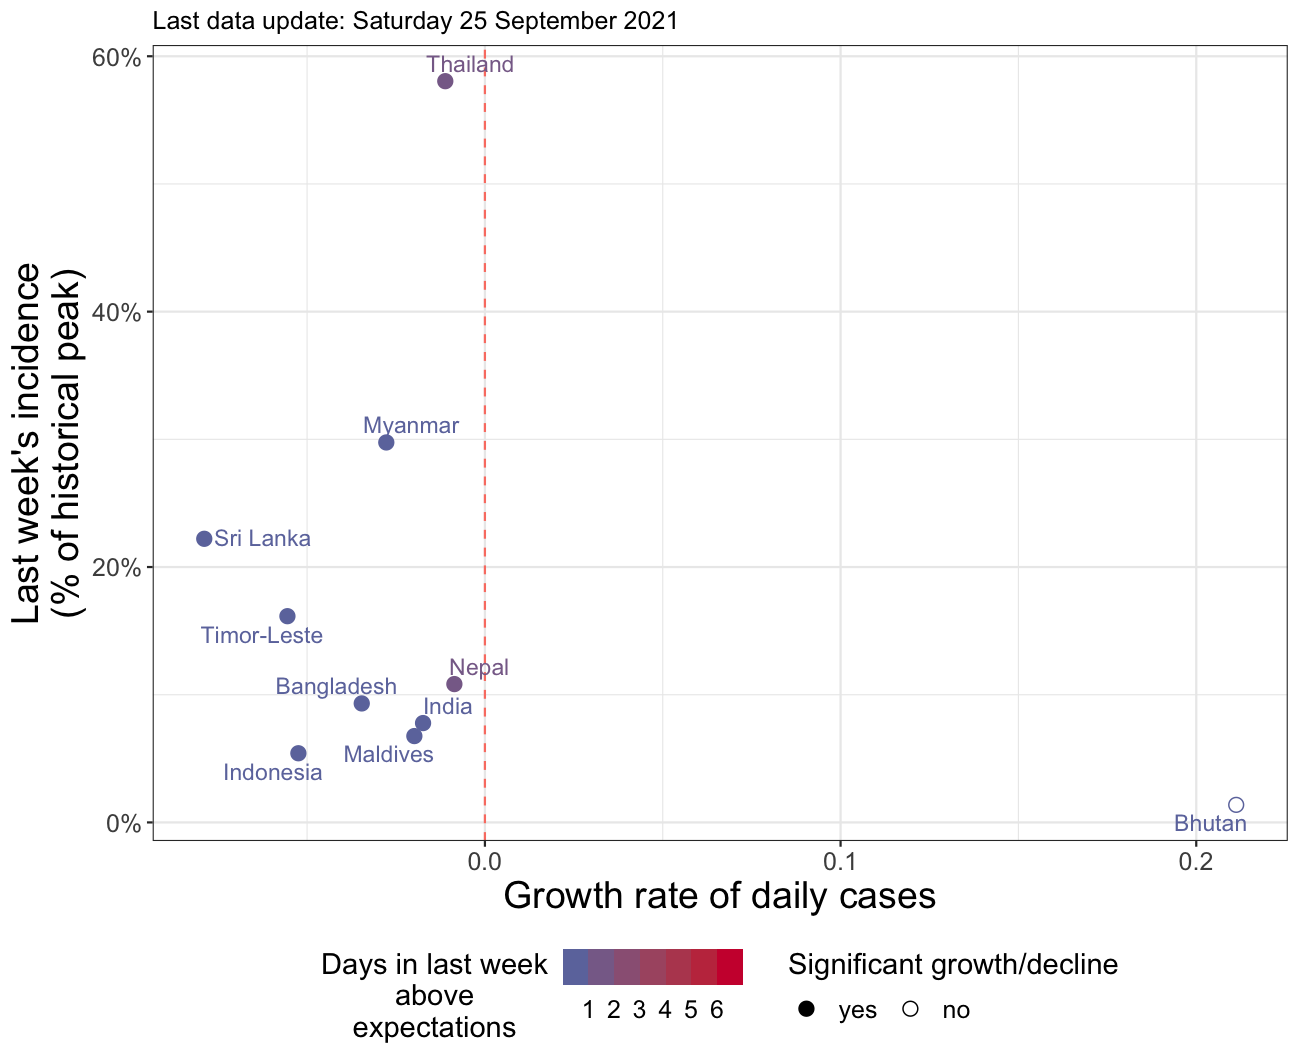 Last data update: Saturday 25 September 2021
60%
40%
20%
0%
Last week's incidence
(% of historical peak)
Thailand
Myanmar
Sri Lanka
Timor-Leste
Nepal
Bangladesh
India
Maldives
Indonesia
Bhutan
0.0 0.1 0.2
Growth rate of daily cases
Days in last week
above
expectations
1 2 3 4 5 6
Significant growth/decline
yes no